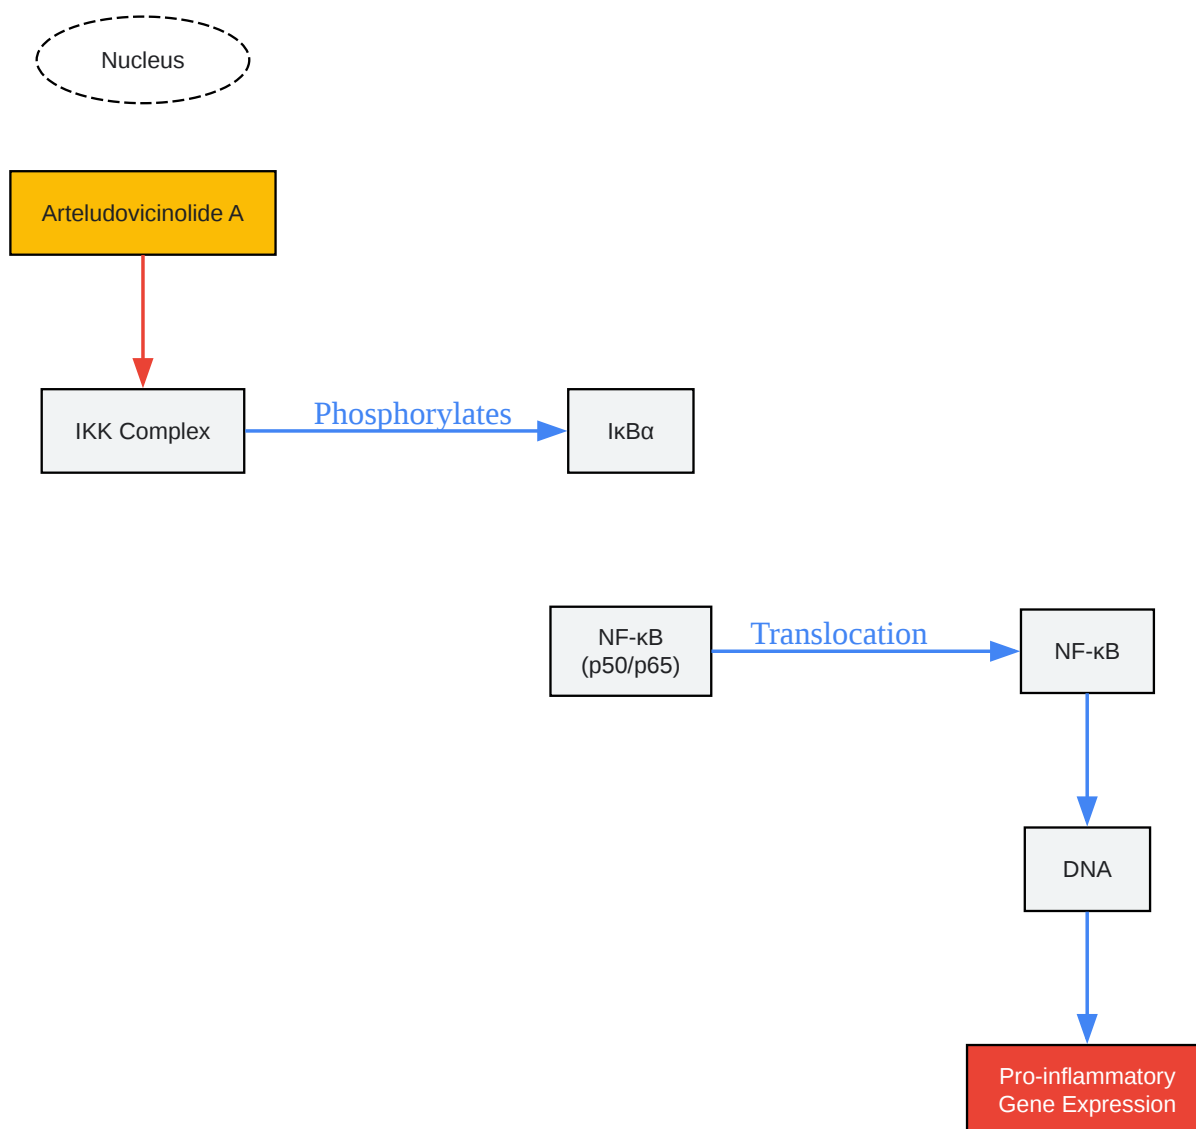 Nucleus
Arteludovicinolide A
IKK Complex
Phosphorylates
IκBα
NF-κB
(p50/p65)
Translocation
NF-κB
DNA
Pro-inflammatory
Gene Expression